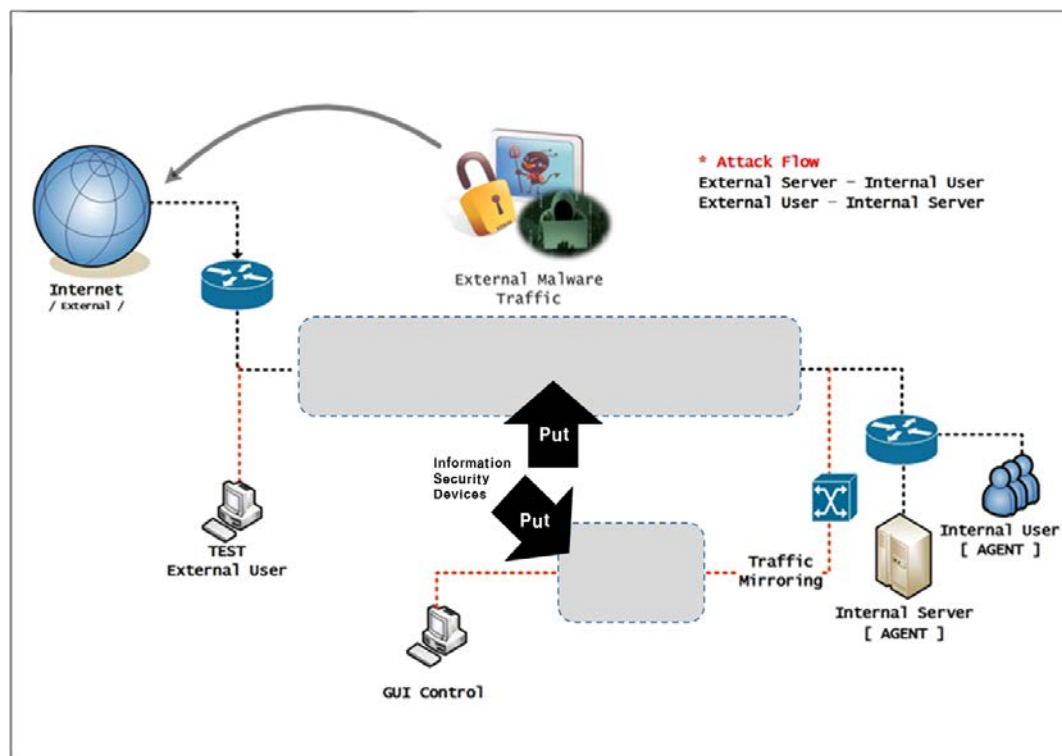 * Attack Flow
External Server – Internal User
External User – Internal Server
External Malware
Traffic
Internet
/ External /
Put
Information
Security
Devices
Put
TEST
External User
Traffic
Mirroring
Internal User
[ AGENT ]
Internal Server
[ AGENT ]
GUI Control